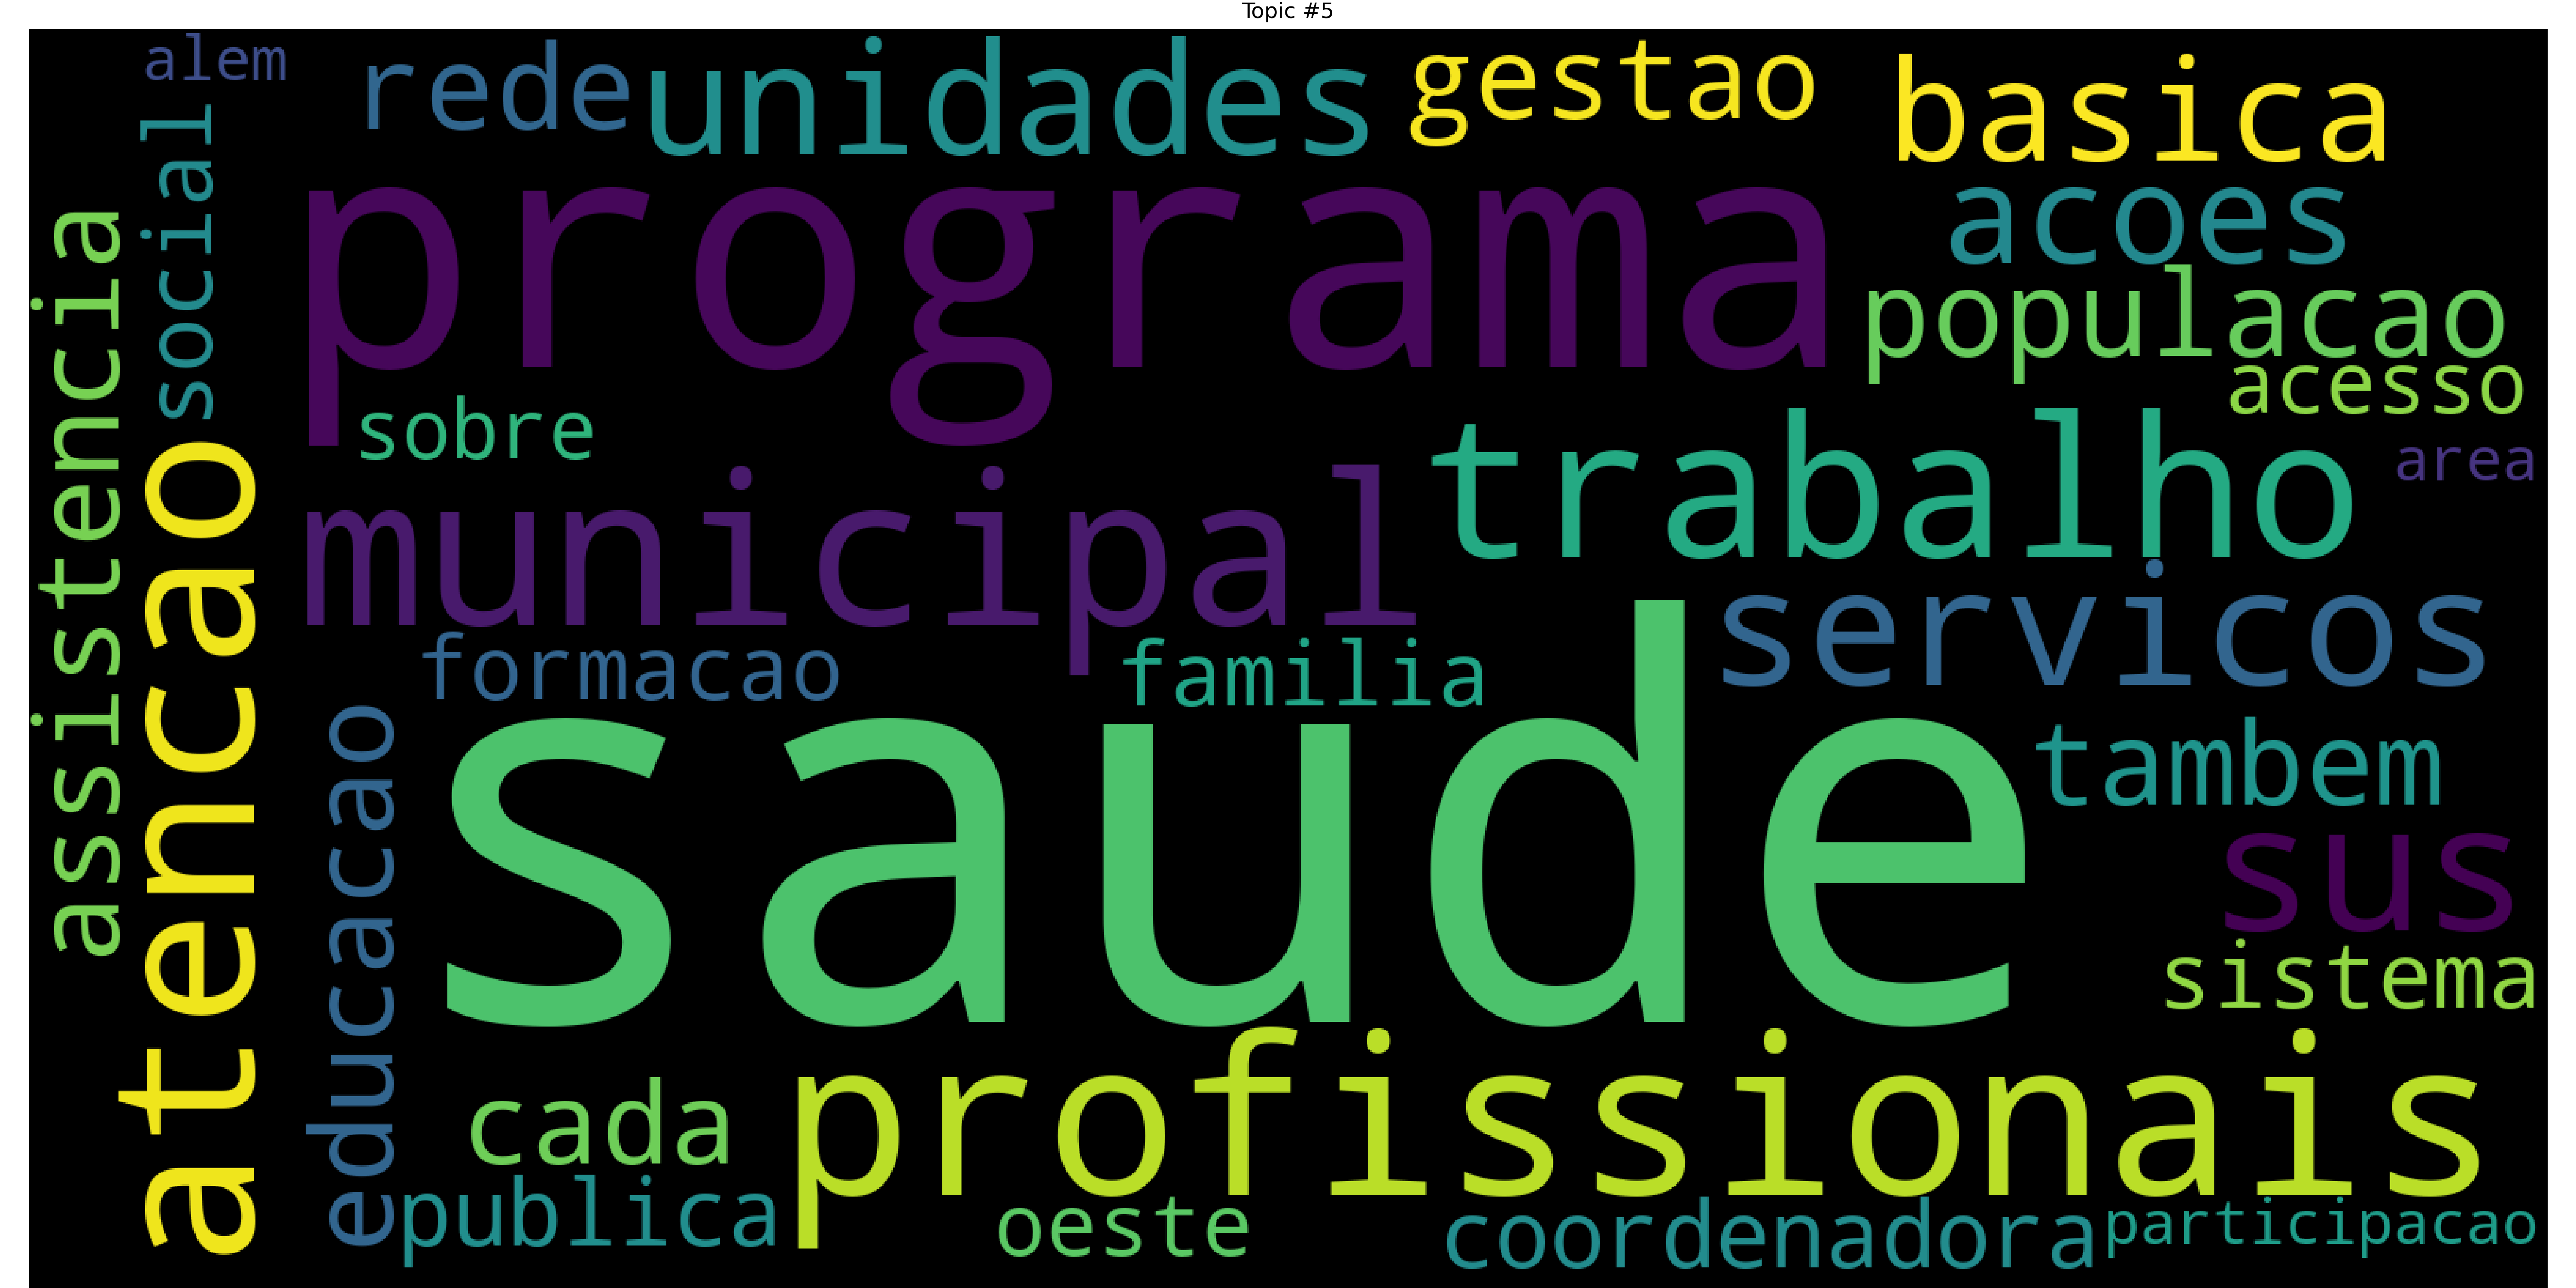 Topic #5
alem
rede
unidades
gestao
basica
social
programa
acoes
assistencia
populacao
acesso
sobre
trabalho
area
municipal
atencao
servicos
formacao
familia
saude
tambem
educacao
sus
sistema
profissionais
cada
publica
oeste
coordenadora
participacao